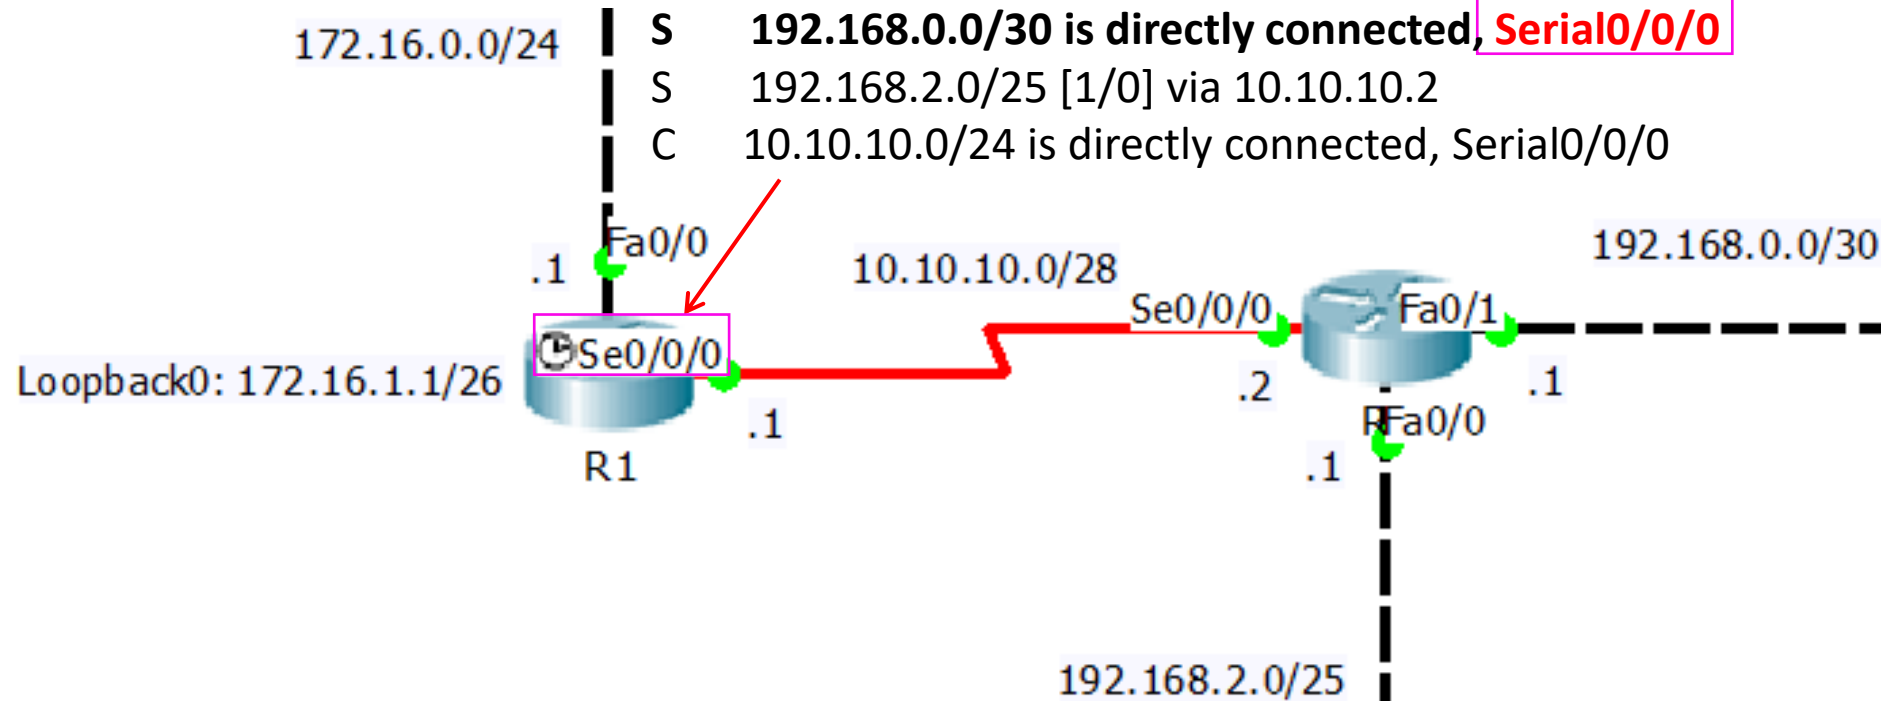 172.16.0.0/24
S 192.168.0.0/30 is directly connected, Serial0/0/0
S 192.168.2.0/25 [1/0] via 10.10.10.2
C 10.10.10.0/24 is directly connected, Serial0/0/0
Fa0/0
.1
10.10.10.0/28
192.168.0.0/30
Se0/0/0
Fa0/1
Se0/0/0
Loopback0: 172.16.1.1/26
.1
.2
.1
R1
Fa0/0
.1
192.168.2.0/25